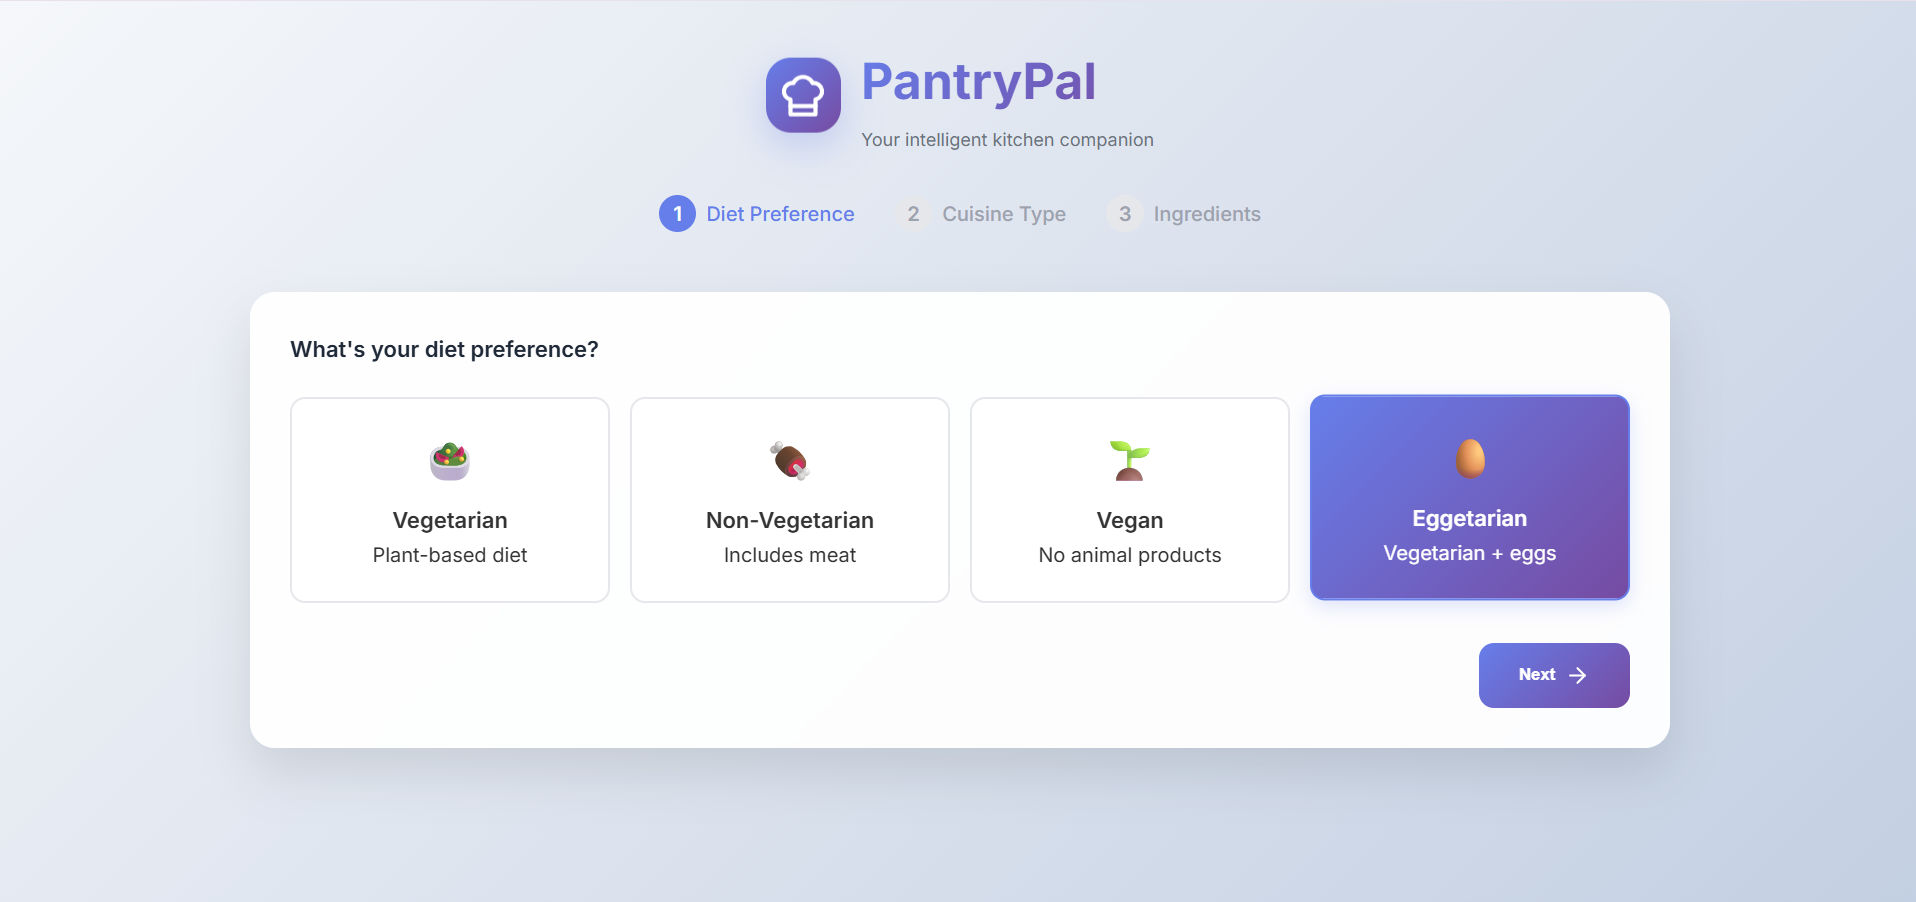 PantryPal
Your intelligent kitchen companion
1 Diet Preference 2 Cuisine Type 3 Ingredients
What's your diet preference?
Vegetarian
Plant-based diet
Non-Vegetarian
Includes meat
Vegan
No animal products
Eggetarian
Vegetarian + eggs
Next